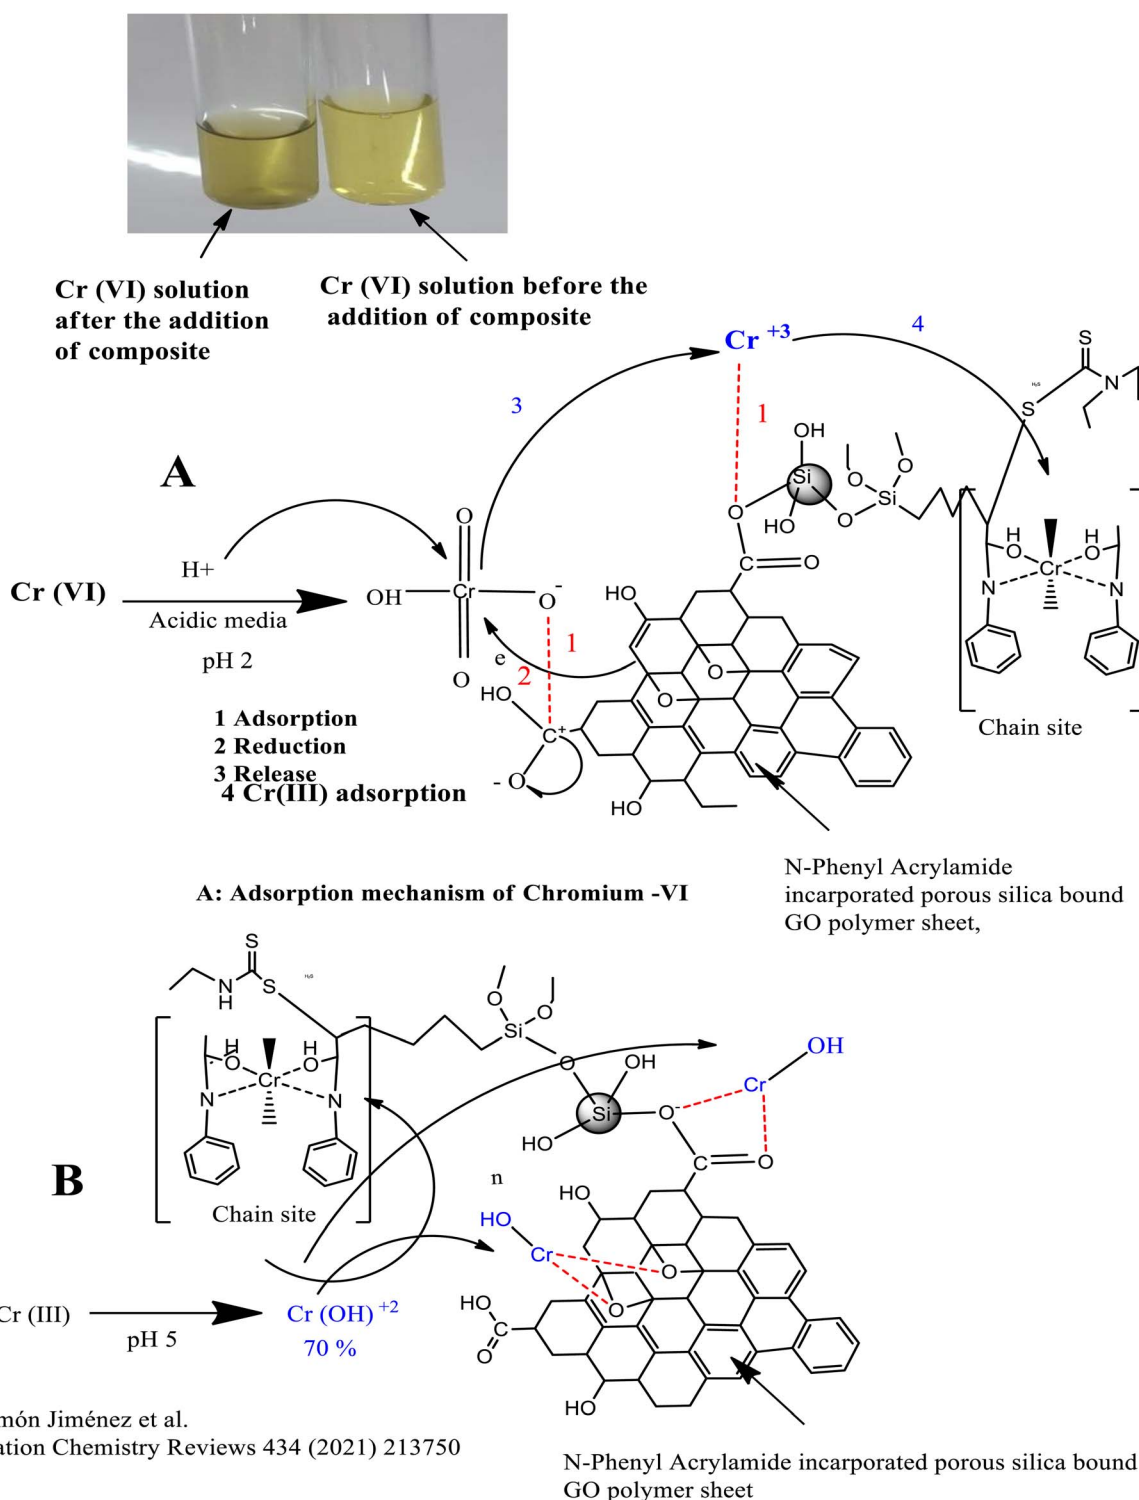 Cr (VI) solution
after the addition
of composite
Cr (VI) solution before the
addition of composite
Cr +3
4
S
H₂S
S
N
3
1
A
OH
Si
HO
O
O
O
O
Si
H
O
H
O
Cr
N
N
Chain site
O
C
O
H+
Cr (VI)
Acidic media
pH 2
O
OH
Cr
O-
O
1
e
2
HO
C+
- O
HO
O
O
HO
1 Adsorption
2 Reduction
3 Release
4 Cr(III) adsorption
N-Phenyl Acrylamide
incorporated porous silica bound
GO polymer sheet,
A: Adsorption mechanism of Chromium -VI
S
N
H
S
H₂S
O
O
Si
O
OH
Si
HO
O-
Cr
OH
C
O
H
O
H
O
Cr
N
N
Chain site
B
n
HO
HO
Cr
O
O
HO
C
O
HO
Cr (III)
pH 5
Cr (OH) +2
70 %
món Jiménez et al.
ation Chemistry Reviews 434 (2021) 213750
N-Phenyl Acrylamide incorporated porous silica bound
GO polymer sheet